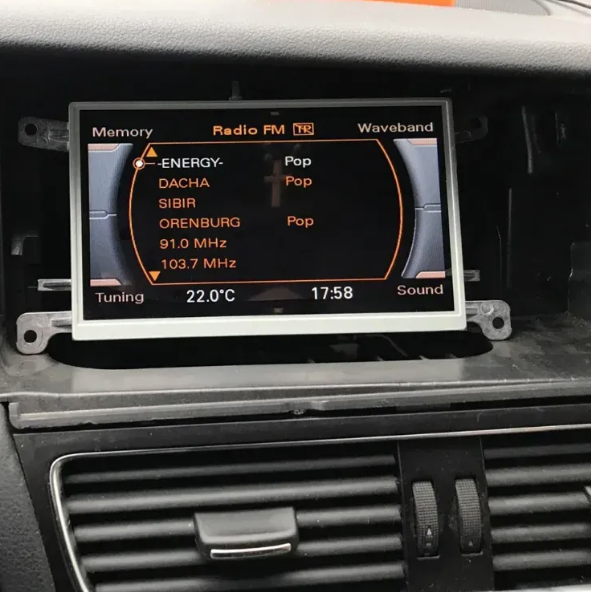 Memory Radio FM TP Waveband
-ENERGY- Pop
DACHA Pop
SIBIR
ORENBURG Pop
91.0 MHz
103.7 MHz
Tuning 22.0°C 17:58 Sound